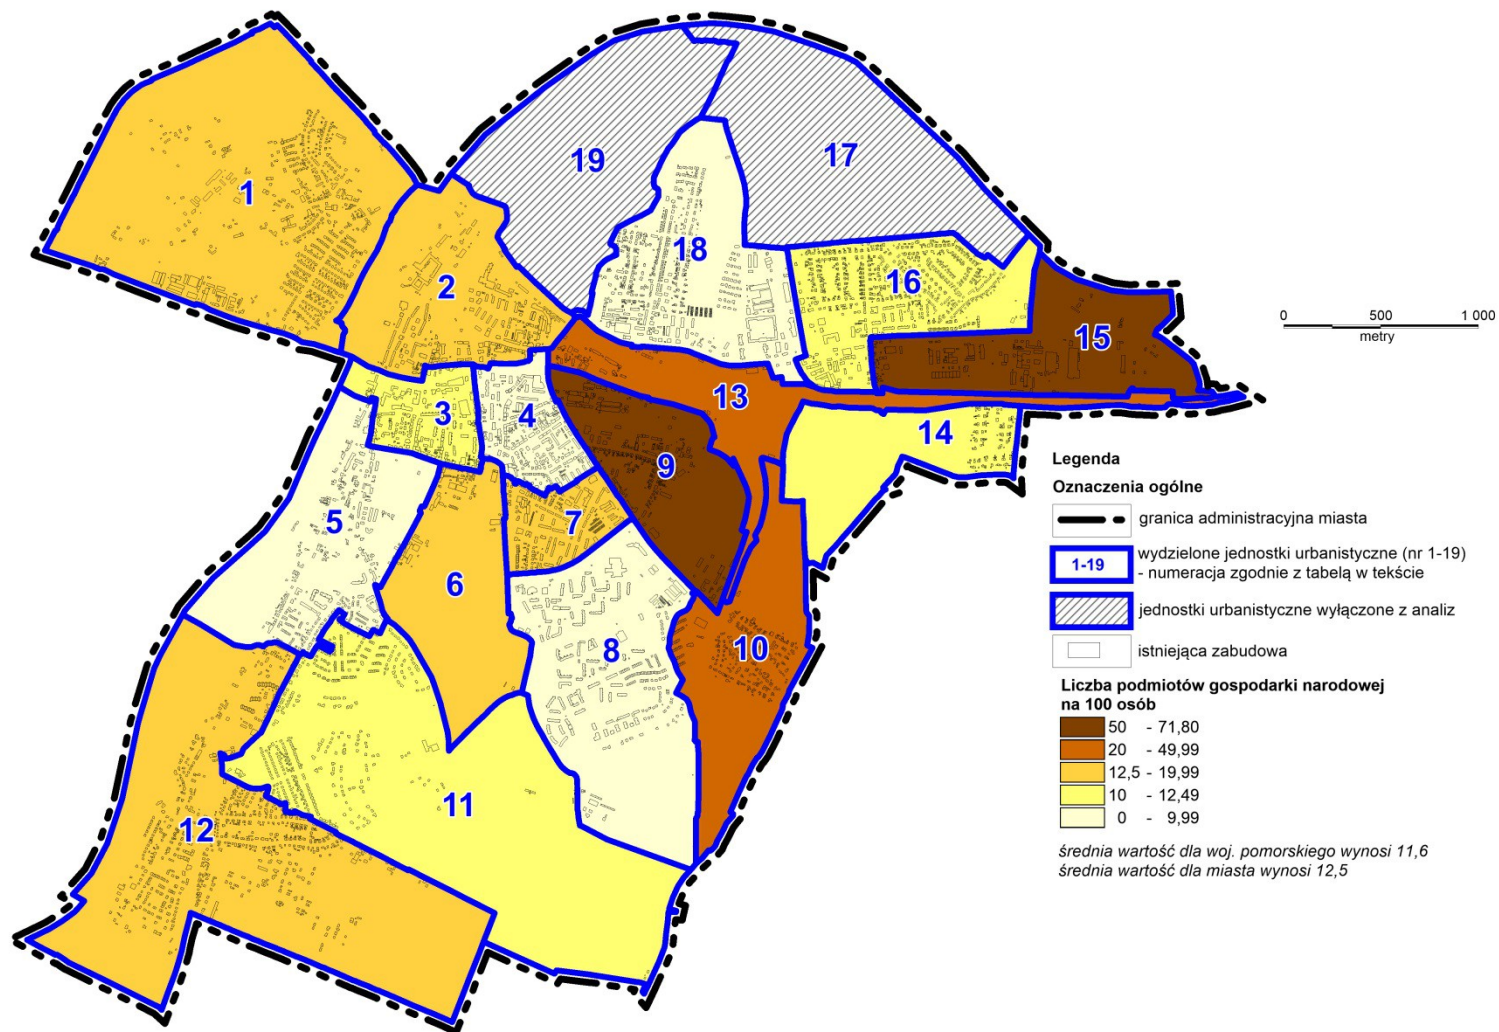 19
17
1
18
2
16
15
0 500 1 000
metry
13
3
4
14
9
5
7
6
8
10
11
12
Legenda
Oznaczenia ogólne
granica administracyjna miasta
1-19 wydzielone jednostki urbanistyczne (nr 1-19)
- numeracja zgodnie z tabelą w tekście
jednostki urbanistyczne wyłączone z analiz
istniejąca zabudowa
Liczba podmiotów gospodarki narodowej
na 100 osób
50 - 71,80
20 - 49,99
12,5 - 19,99
10 - 12,49
0 - 9,99
średnia wartość dla woj. pomorskiego wynosi 11,6
średnia wartość dla miasta wynosi 12,5